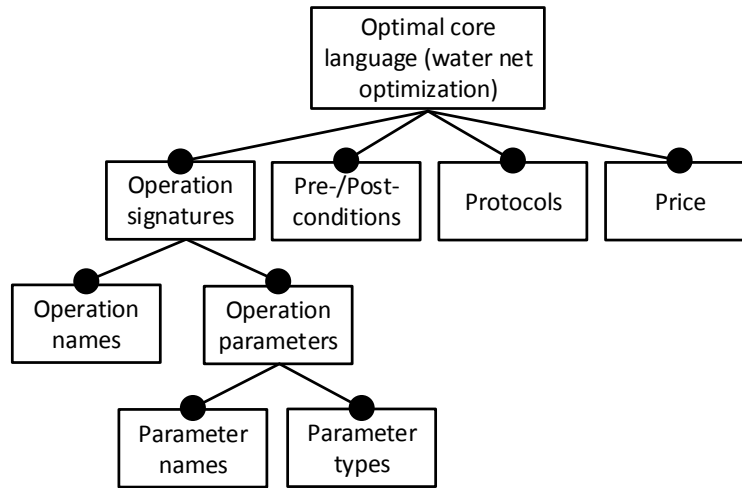 Optimal core
language (water net
optimization)
Operation
signatures
Pre-/Post-
conditions
Protocols
Price
Operation
names
Operation
parameters
Parameter
names
Parameter
types